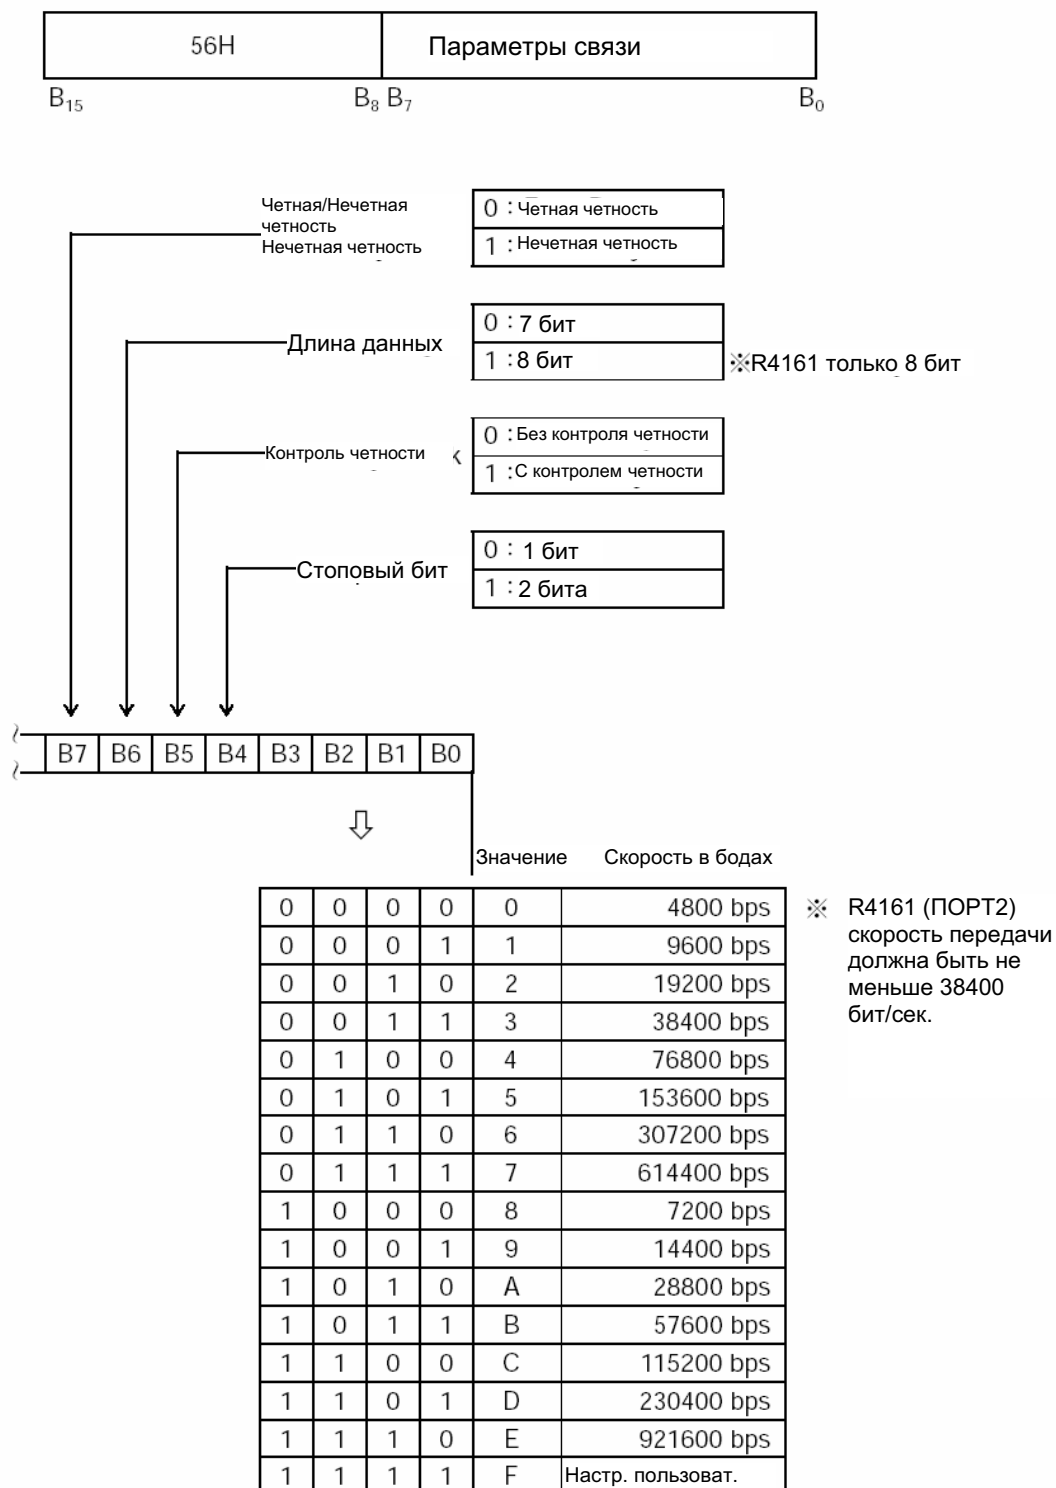 56H Параметры связи
B15 B8 B7 B0
Четная/Нечетная
четность
Нечетная четность
0 : Четная четность
1 : Нечетная четность
Длина данных
0 : 7 бит
1 : 8 бит
※R4161 только 8 бит
Контроль четности
0 : Без контроля четности
1 : С контролем четности
Стоповый бит
0 : 1 бит
1 : 2 бита
B7 B6 B5 B4 B3 B2 B1 B0
Значение Скорость в бодах
0 0 0 0 0 4800 bps
0 0 0 1 1 9600 bps
0 0 1 0 2 19200 bps
0 0 1 1 3 38400 bps
0 1 0 0 4 76800 bps
0 1 0 1 5 153600 bps
0 1 1 0 6 307200 bps
0 1 1 1 7 614400 bps
1 0 0 0 8 7200 bps
1 0 0 1 9 14400 bps
1 0 1 0 A 28800 bps
1 0 1 1 B 57600 bps
1 1 0 0 C 115200 bps
1 1 0 1 D 230400 bps
1 1 1 0 E 921600 bps
1 1 1 1 F Настр. пользоват.
※ R4161 (ПОРТ2)
скорость передачи
должна быть не
меньше 38400
бит/сек.